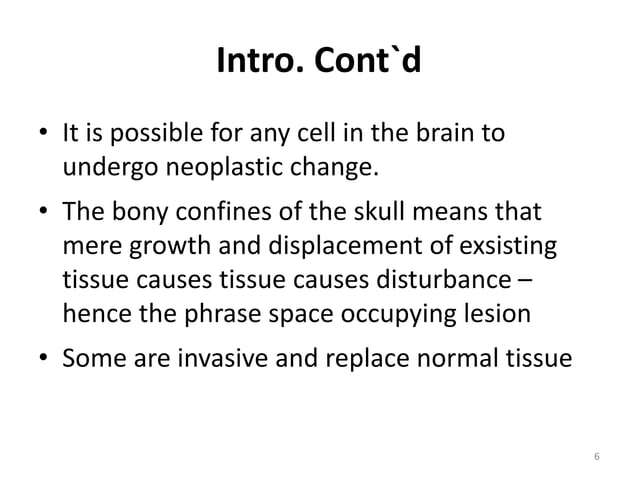 Intro. Cont`d
• It is possible for any cell in the brain to
undergo neoplastic change.
• The bony confines of the skull means that
mere growth and displacement of exsisting
tissue causes tissue causes disturbance –
hence the phrase space occupying lesion
• Some are invasive and replace normal tissue
6